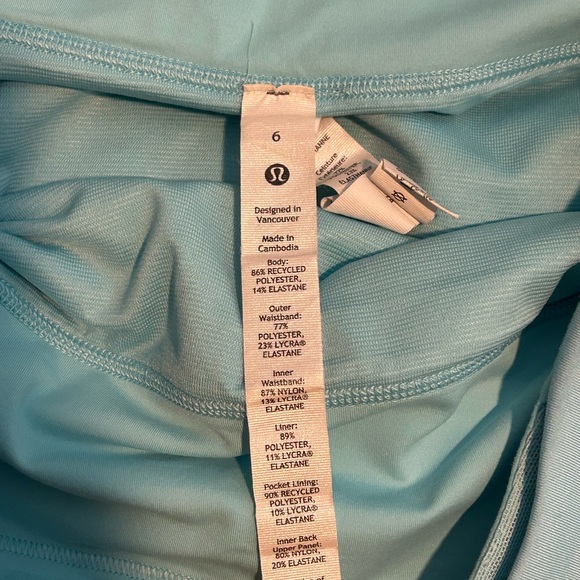 6
Designed in
Vancouver
Made in
Cambodia
Body:
86% RECYCLED
POLYESTER,
14% ELASTANE
Outer
Waistband:
77%
POLYESTER,
23% LYCRA®
ELASTANE
Inner
Waistband:
87% NYLON,
13% LYCRA®
ELASTANE
Liner:
89%
POLYESTER,
11% LYCRA®
ELASTANE
Pocket Lining:
90% RECYCLED
POLYESTER,
10% LYCRA®
ELASTANE
Inner Back
Upper Panel:
80% NYLON,
20% ELASTANE